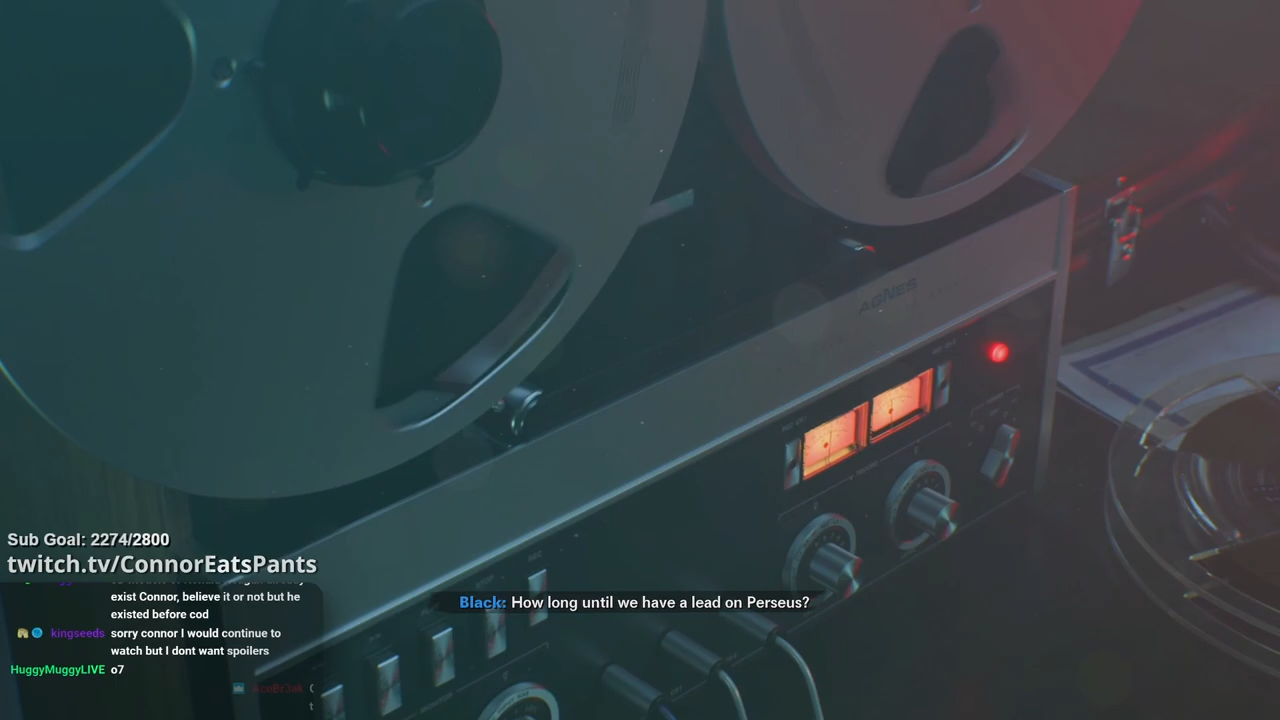 AGNES
Sub Goal: 2274/2800
twitch.tv/ConnorEatsPants
exist Connor, believe it or not but he
existed before cod
kingseeds sorry connor I would continue to
watch but I dont want spoilers
HuggyMuggyLIVE o7
Black: How long until we have a lead on Perseus?